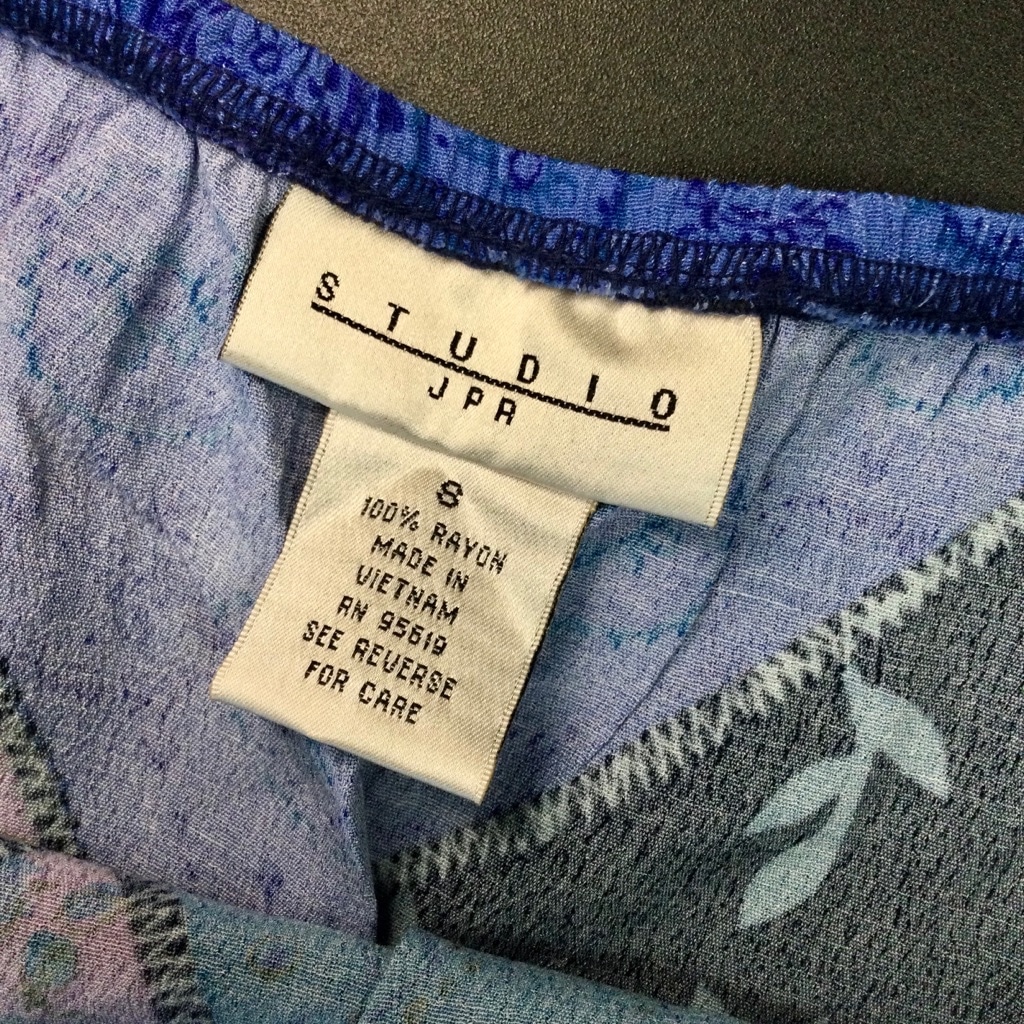 STUDIO
JPR
S
100% RAYON
MADE IN
VIETNAM
RN 95619
SEE REVERSE
FOR CARE